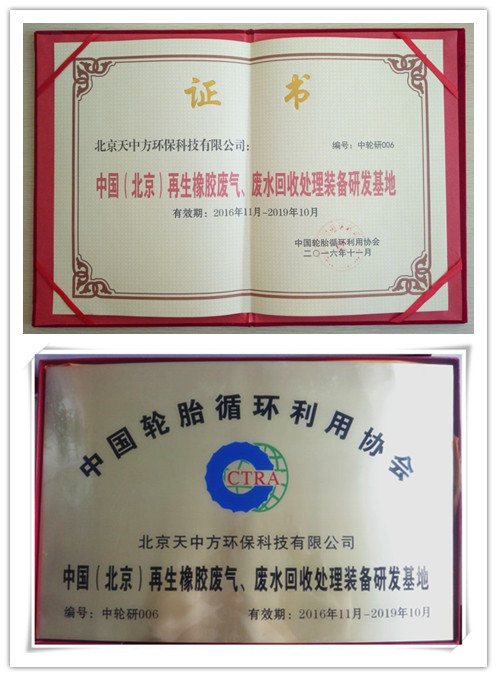 证 书
北京天中方环保科技有限公司：
编号：中轮研006
中国（北京）再生橡胶废气、废水回收处理装备研发基地
有效期：2016年11月-2019年10月
中国轮胎循环利用协会
二〇一六年十一月
中国轮胎循环利用协会
CTRA
北京天中方环保科技有限公司
中国（北京）再生橡胶废气、废水回收处理装备研发基地
编号：中轮研006 有效期：2016年11月-2019年10月